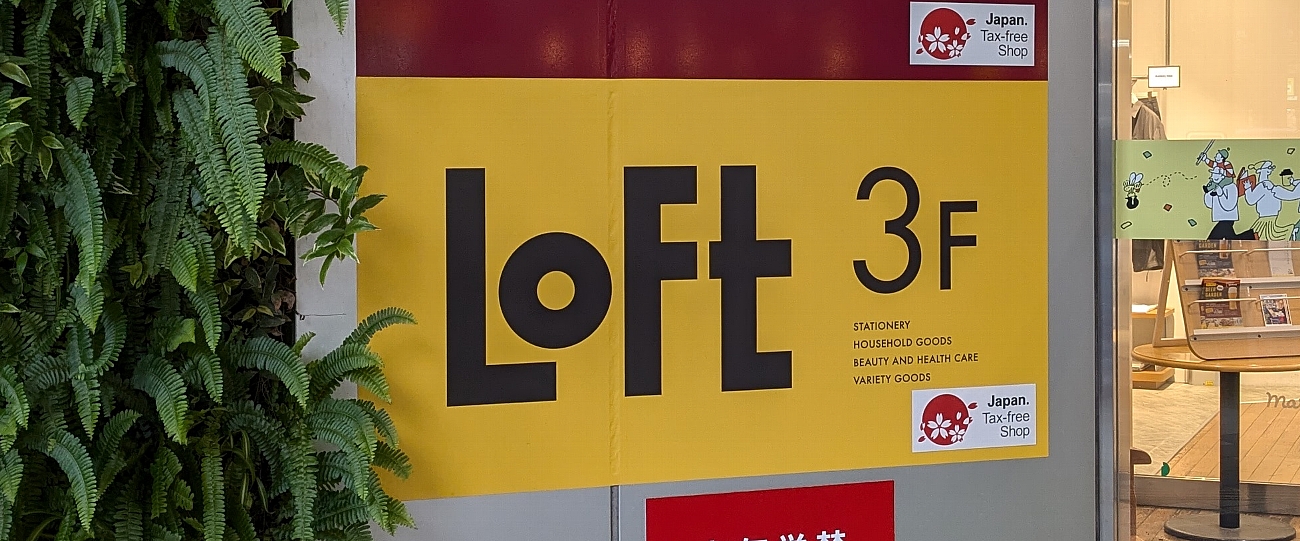 Japan.
Tax-free
Shop
LOFT
3F
STATIONERY
HOUSEHOLD GOODS
BEAUTY AND HEALTH CARE
VARIETY GOODS
Japan.
Tax-free
Shop